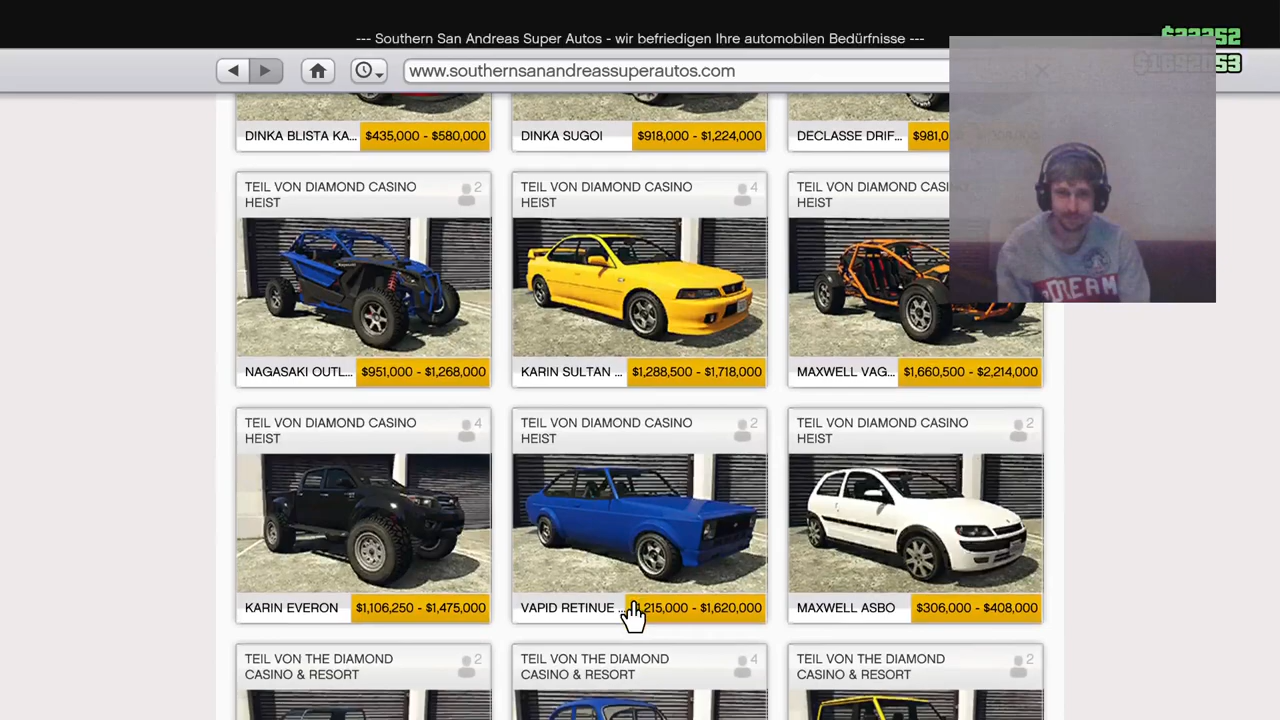 --- Southern San Andreas Super Autos - wir befriedigen Ihre automobilen Bedürfnisse ---
www.southernsanandreassuperautos.com
DINKA BLISTA KA... $435,000 - $580,000
DINKA SUGOI $918,000 - $1,224,000
DECLASSE DRIF...
TEIL VON DIAMOND CASINO
HEIST
2
TEIL VON DIAMOND CASINO
HEIST
4
TEIL VON DIAMOND
HEIST
NAGASAKI OUTL... $951,000 - $1,268,000
KARIN SULTAN ... $1,288,500 - $1,718,000
MAXWELL VAG... $1,660,500 - $2,214,000
TEIL VON DIAMOND CASINO
HEIST
4
TEIL VON DIAMOND CASINO
HEIST
2
TEIL VON DIAMOND CASINO
HEIST
2
KARIN EVERON $1,106,250 - $1,475,000
VAPID RETINUE ... 215,000 - $1,620,000
MAXWELL ASBO $306,000 - $408,000
TEIL VON THE DIAMOND
CASINO & RESORT
2
TEIL VON THE DIAMOND
CASINO & RESORT
4
TEIL VON THE DIAMOND
CASINO & RESORT
2
DREAM